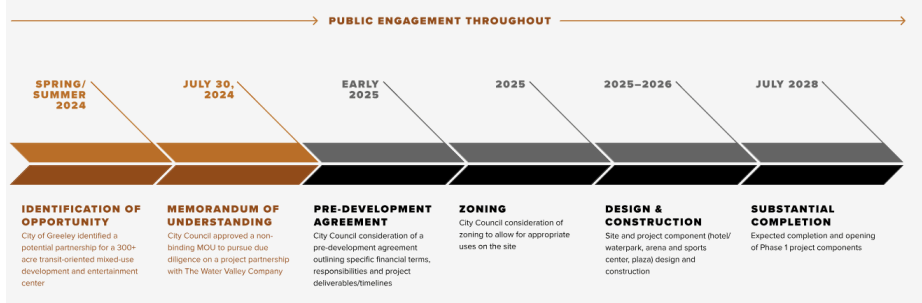 PUBLIC ENGAGEMENT THROUGHOUT
SPRING/
SUMMER
2024
JULY 30,
2024
EARLY
2025
2025
2025–2026
JULY 2028
IDENTIFICATION OF
OPPORTUNITY
City of Greeley identified a
potential partnership for a 300+
acre transit-oriented mixed-use
development and entertainment
center
MEMORANDUM OF
UNDERSTANDING
City Council approved a non-
binding MOU to pursue due
diligence on a project partnership
with The Water Valley Company
PRE-DEVELOPMENT
AGREEMENT
City Council consideration of a
pre-development agreement
outlining specific financial terms,
responsibilities and project
deliverables/timelines
ZONING
City Council consideration of
zoning to allow for appropriate
uses on the site
DESIGN &
CONSTRUCTION
Site and project component (hotel/
waterpark, arena and sports
center, plaza) design and
construction
SUBSTANTIAL
COMPLETION
Expected completion and opening
of Phase 1 project components